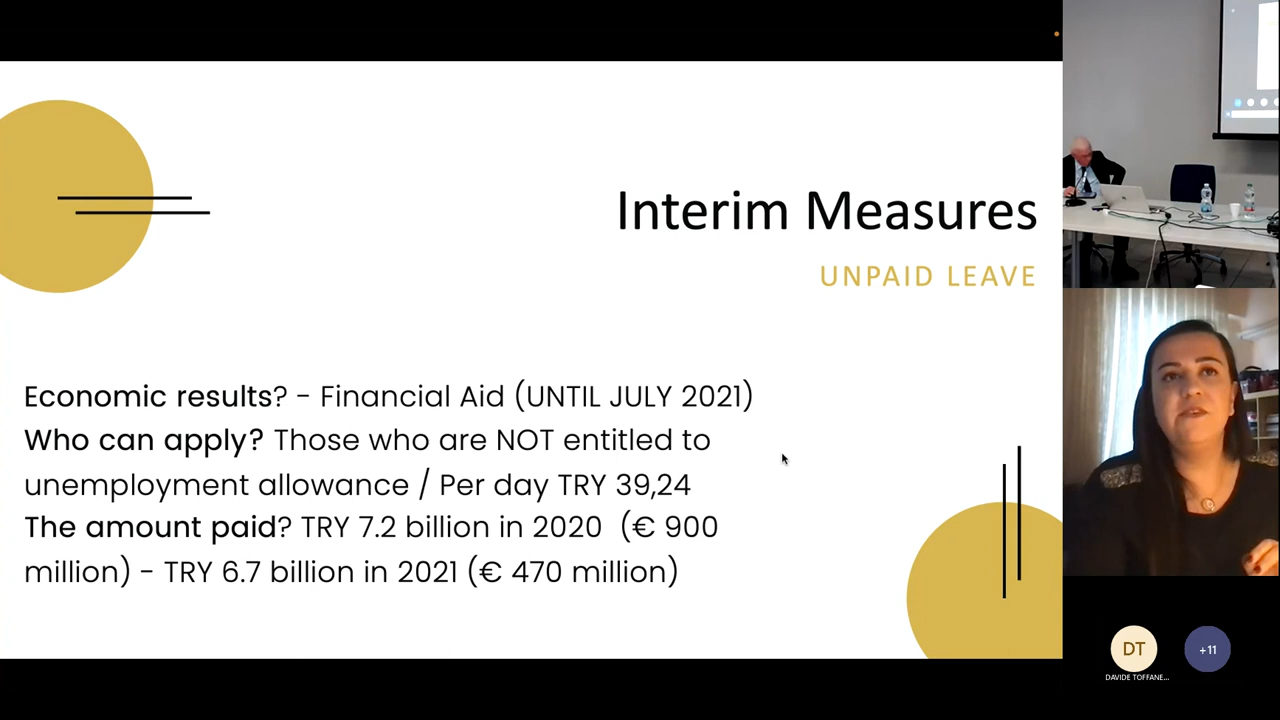 Interim Measures
UNPAID LEAVE
Economic results? - Financial Aid (UNTIL JULY 2021)
Who can apply? Those who are NOT entitled to
unemployment allowance / Per day TRY 39,24
The amount paid? TRY 7.2 billion in 2020 (€ 900
million) - TRY 6.7 billion in 2021 (€ 470 million)
DT
+11
DAVIDE TOFFANE...